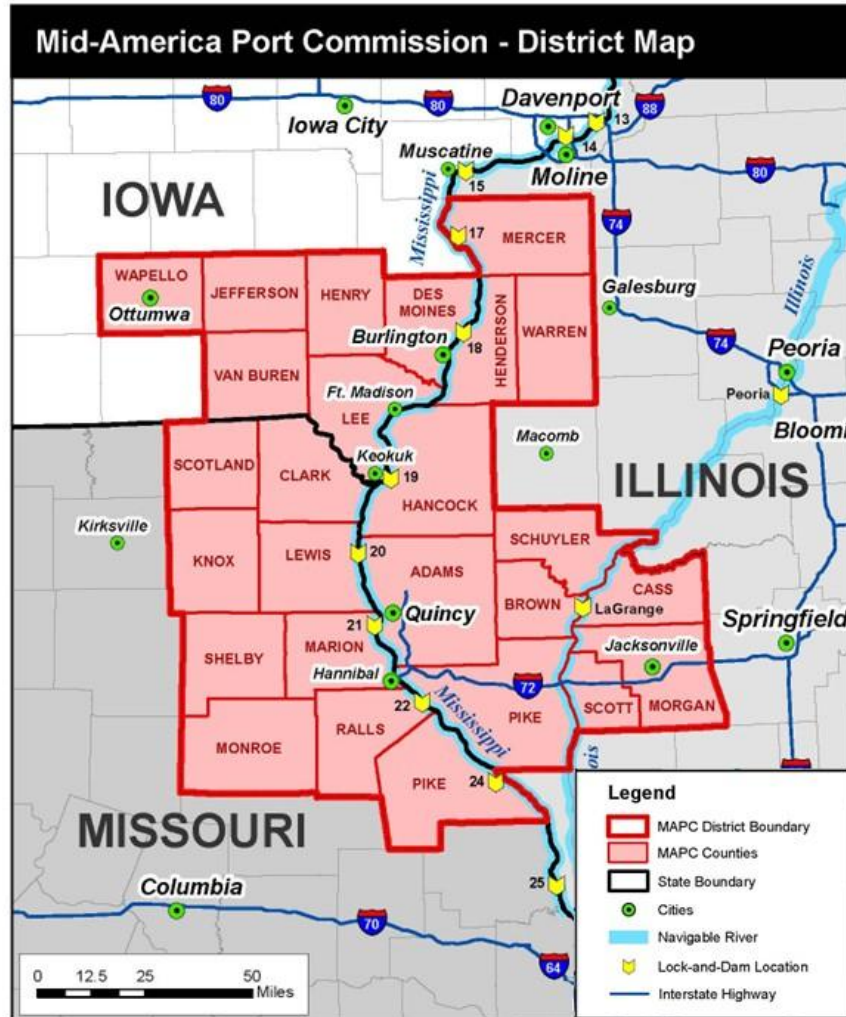 Mid-America Port Commission - District Map
80
80
88
Iowa City
Davenport
13
14
Moline
Muscatine
15
80
IOWA
Mississippi
17
MERCER
74
Illinois
WAPELLO
Ottumwa
JEFFERSON
HENRY
DES
MOINES
Galesburg
Burlington
18
HENDERSON
WARREN
74
Peoria
VAN BUREN
Ft. Madison
LEE
Peoria
Bloomi
Macomb
SCOTLAND
CLARK
Keokuk
19
HANCOCK
ILLINOIS
Kirksville
KNOX
LEWIS
20
ADAMS
SCHUYLER
BROWN
CASS
LaGrange
Quincy
21
Springfield
SHELBY
MARION
Jacksonville
Hannibal
72
22
Mississippi
PIKE
SCOTT
MORGAN
MONROE
RALLS
PIKE
24
ois
MISSOURI
25
Columbia
70
64
0 12.5 25 50
Miles
Legend
MAPC District Boundary
MAPC Counties
State Boundary
Cities
Navigable River
Lock-and-Dam Location
Interstate Highway